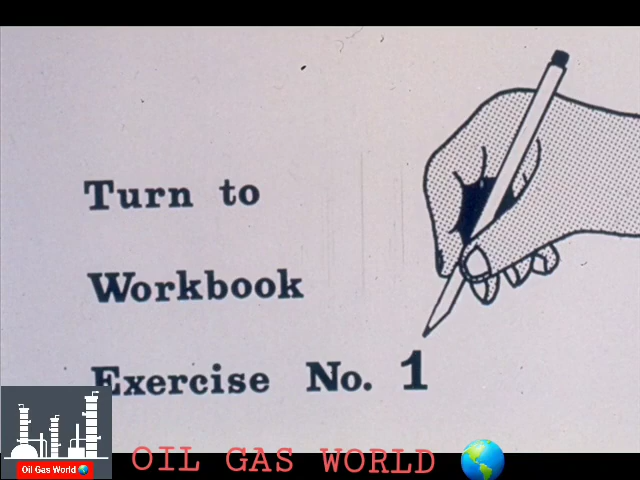 Turn to
Workbook
Exercise No. 1
Oil Gas World
OIL GAS WORLD